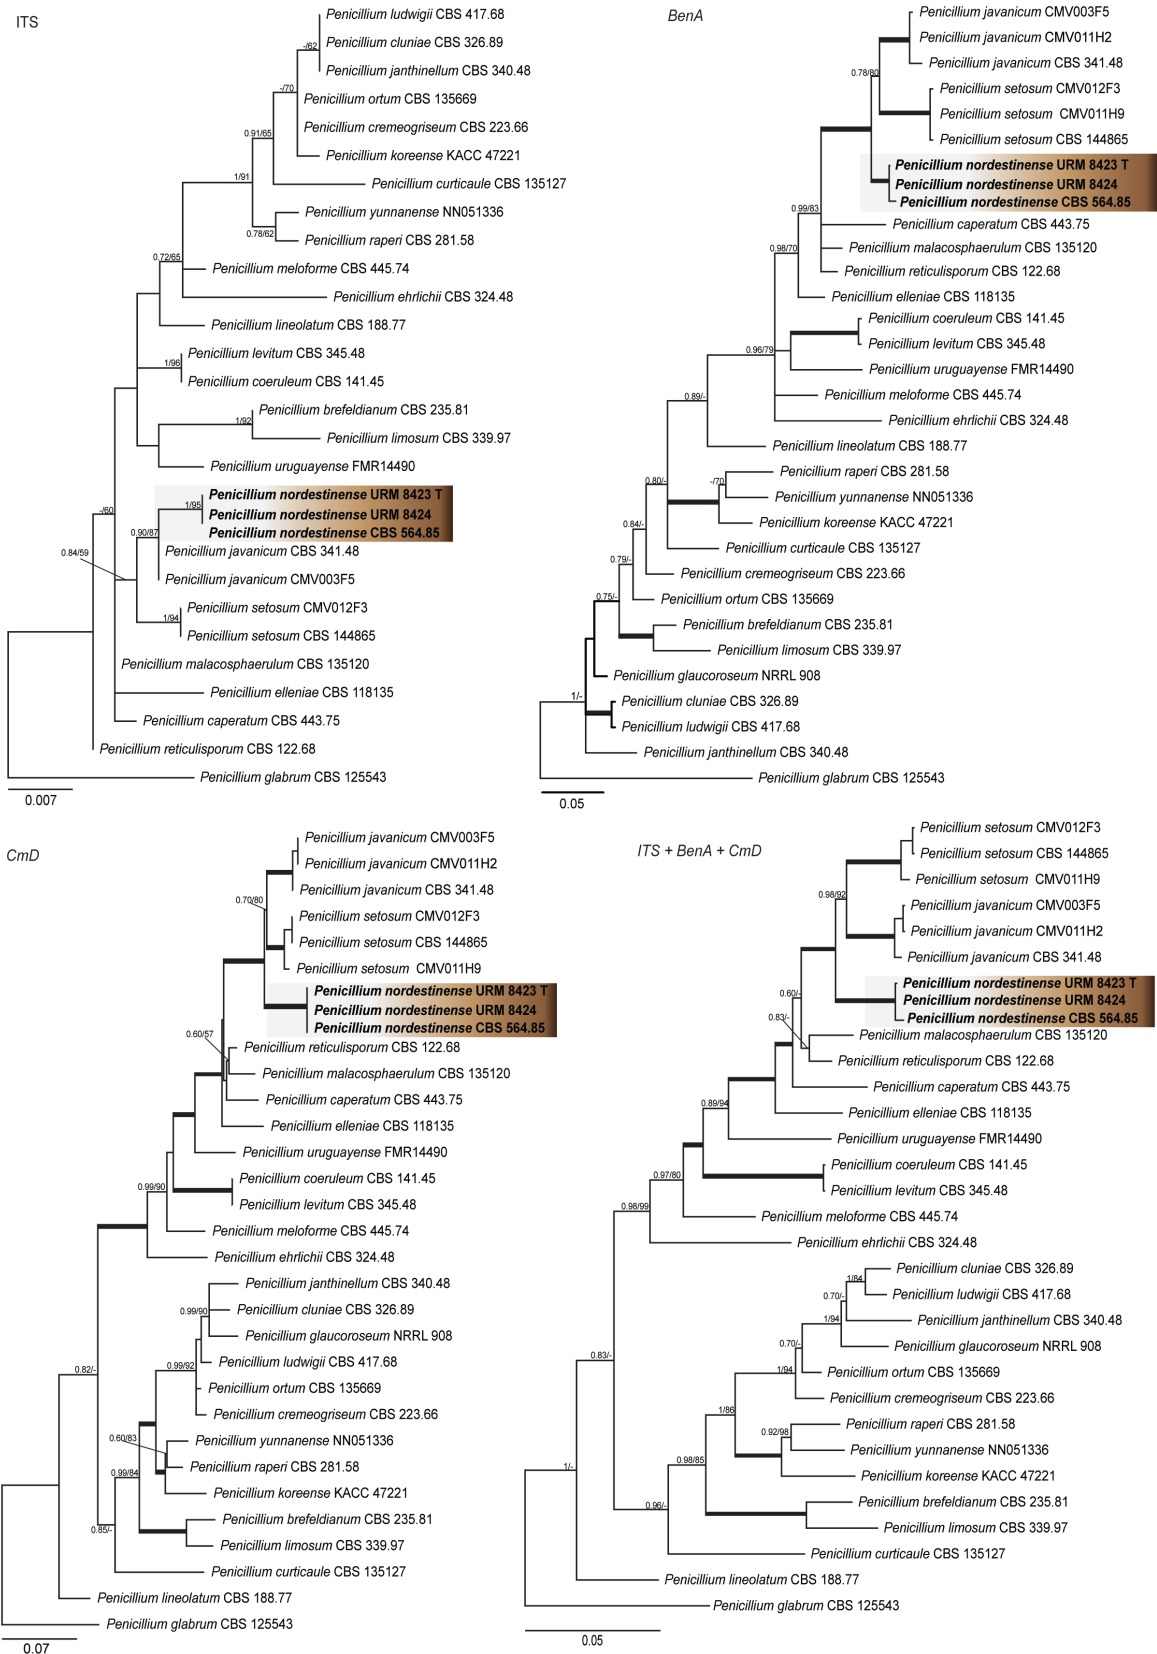 ITS
Penicillium ludwigii CBS 417.68
Penicillium cluniae CBS 326.89
-/62
Penicillium janthinellum CBS 340.48
-/70
Penicillium ortum CBS 135669
Penicillium cremeogriseum CBS 223.66
0.91/65
Penicillium koreense KACC 47221
1/91
Penicillium curticaule CBS 135127
Penicillium yunnanense NN051336
0.78/62
Penicillium raperi CBS 281.58
0.72/65
Penicillium meloforme CBS 445.74
Penicillium ehrlichii CBS 324.48
Penicillium lineolatum CBS 188.77
Penicillium levitum CBS 345.48
1/96
Penicillium coeruleum CBS 141.45
Penicillium brefeldianum CBS 235.81
1/92
Penicillium limosum CBS 339.97
Penicillium uruguayense FMR14490
Penicillium nordestinense URM 8423 T
1/95
-/60
Penicillium nordestinense URM 8424
0.90/87
Penicillium nordestinense CBS 564.85
0.84/59
Penicillium javanicum CBS 341.48
Penicillium javanicum CMV003F5
Penicillium setosum CMV012F3
1/94
Penicillium setosum CBS 144865
Penicillium malacosphaerulum CBS 135120
Penicillium elleniae CBS 118135
Penicillium caperatum CBS 443.75
Penicillium reticulisporum CBS 122.68
Penicillium glabrum CBS 125543
0.007
BenA
Penicillium javanicum CMV003F5
Penicillium javanicum CMV011H2
Penicillium javanicum CBS 341.48
0.78/80
Penicillium setosum CMV012F3
Penicillium setosum CMV011H9
Penicillium setosum CBS 144865
Penicillium nordestinense URM 8423 T
Penicillium nordestinense URM 8424
Penicillium nordestinense CBS 564.85
0.99/83
Penicillium caperatum CBS 443.75
0.98/70
Penicillium malacosphaerulum CBS 135120
Penicillium reticulisporum CBS 122.68
Penicillium elleniae CBS 118135
Penicillium coeruleum CBS 141.45
Penicillium levitum CBS 345.48
0.96/79
Penicillium uruguayense FMR14490
Penicillium meloforme CBS 445.74
0.89/-
Penicillium ehrlichii CBS 324.48
Penicillium lineolatum CBS 188.77
Penicillium raperi CBS 281.58
0.80/-
-/70
Penicillium yunnanense NN051336
Penicillium koreense KACC 47221
0.84/-
Penicillium curticaule CBS 135127
0.79/-
Penicillium cremeogriseum CBS 223.66
0.75/-
Penicillium ortum CBS 135669
Penicillium brefeldianum CBS 235.81
Penicillium limosum CBS 339.97
Penicillium glaucoroseum NRRL 908
1/-
Penicillium cluniae CBS 326.89
Penicillium ludwigii CBS 417.68
Penicillium janthinellum CBS 340.48
Penicillium glabrum CBS 125543
0.05
CmD
Penicillium javanicum CMV003F5
Penicillium javanicum CMV011H2
Penicillium javanicum CBS 341.48
0.70/80
Penicillium setosum CMV012F3
Penicillium setosum CBS 144865
Penicillium setosum CMV011H9
Penicillium nordestinense URM 8423 T
Penicillium nordestinense URM 8424
Penicillium nordestinense CBS 564.85
0.60/57
Penicillium reticulisporum CBS 122.68
Penicillium malacosphaerulum CBS 135120
Penicillium caperatum CBS 443.75
Penicillium elleniae CBS 118135
Penicillium uruguayense FMR14490
Penicillium coeruleum CBS 141.45
0.99/90
Penicillium levitum CBS 345.48
Penicillium meloforme CBS 445.74
Penicillium ehrlichii CBS 324.48
Penicillium janthinellum CBS 340.48
0.99/90
Penicillium cluniae CBS 326.89
Penicillium glaucoroseum NRRL 908
0.99/92
0.82/-
Penicillium ludwigii CBS 417.68
Penicillium ortum CBS 135669
Penicillium cremeogriseum CBS 223.66
0.60/83
Penicillium yunnanense NN051336
Penicillium raperi CBS 281.58
0.99/84
Penicillium koreense KACC 47221
Penicillium brefeldianum CBS 235.81
0.85/-
Penicillium limosum CBS 339.97
Penicillium curticaule CBS 135127
Penicillium lineolatum CBS 188.77
Penicillium glabrum CBS 125543
0.07
ITS + BenA + CmD
Penicillium setosum CMV012F3
Penicillium setosum CBS 144865
Penicillium setosum CMV011H9
0.98/92
Penicillium javanicum CMV003F5
Penicillium javanicum CMV011H2
Penicillium javanicum CBS 341.48
Penicillium nordestinense URM 8423 T
0.60/-
Penicillium nordestinense URM 8424
0.83/-
Penicillium nordestinense CBS 564.85
Penicillium malacosphaerulum CBS 135120
Penicillium reticulisporum CBS 122.68
Penicillium caperatum CBS 443.75
0.89/94
Penicillium elleniae CBS 118135
Penicillium uruguayense FMR14490
Penicillium coeruleum CBS 141.45
0.97/80
Penicillium levitum CBS 345.48
0.98/99
Penicillium meloforme CBS 445.74
Penicillium ehrlichii CBS 324.48
Penicillium cluniae CBS 326.89
1/84
0.70/-
Penicillium ludwigii CBS 417.68
1/94
Penicillium janthinellum CBS 340.48
0.70/-
Penicillium glaucoroseum NRRL 908
0.83/-
1/94
Penicillium ortum CBS 135669
Penicillium cremeogriseum CBS 223.66
1/86
Penicillium raperi CBS 281.58
0.92/98
Penicillium yunnanense NN051336
0.98/85
1/-
Penicillium koreense KACC 47221
Penicillium brefeldianum CBS 235.81
0.96/-
Penicillium limosum CBS 339.97
Penicillium curticaule CBS 135127
Penicillium lineolatum CBS 188.77
Penicillium glabrum CBS 125543
0.05